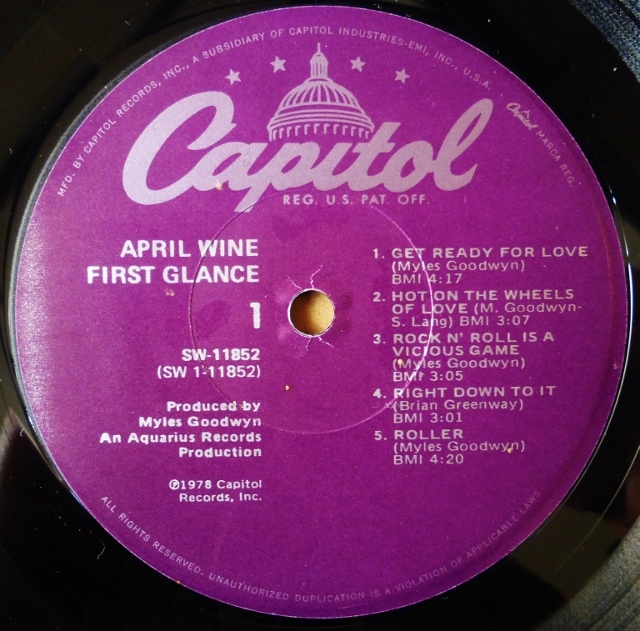 MFD. BY CAPITOL RECORDS, INC., A SUBSIDIARY OF CAPITOL INDUSTRIES-EMI, INC., U.S.A.
Capitol MARCA REG.
Capitol
REG. U.S. PAT. OFF.
APRIL WINE
FIRST GLANCE
1
SW-11852
(SW 1-11852)
Produced by
Myles Goodwyn
An Aquarius Records
Production
℗1978 Capitol
Records, Inc.
1. GET READY FOR LOVE
(Myles Goodwyn)
BMI 4:17
2. HOT ON THE WHEELS
OF LOVE (M. Goodwyn-
S. Lang) BMI 3:07
3. ROCK N' ROLL IS A
VICIOUS GAME
(Myles Goodwyn)
BMI 3:05
4. RIGHT DOWN TO IT
(Brian Greenway)
BMI 3:01
5. ROLLER
(Myles Goodwyn)
BMI 4:20
ALL RIGHTS RESERVED. UNAUTHORIZED DUPLICATION IS A VIOLATION OF APPLICABLE LAWS